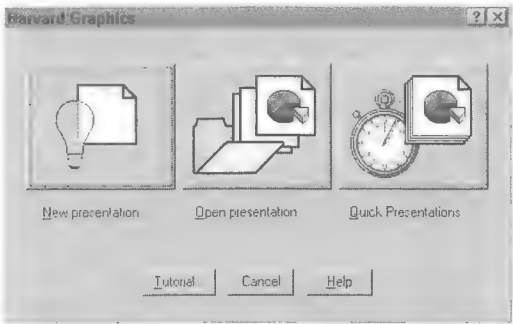 Harvard Graphics ? ×
New presentation Open presentation Quick Presentations
Tutorial Cancel Help